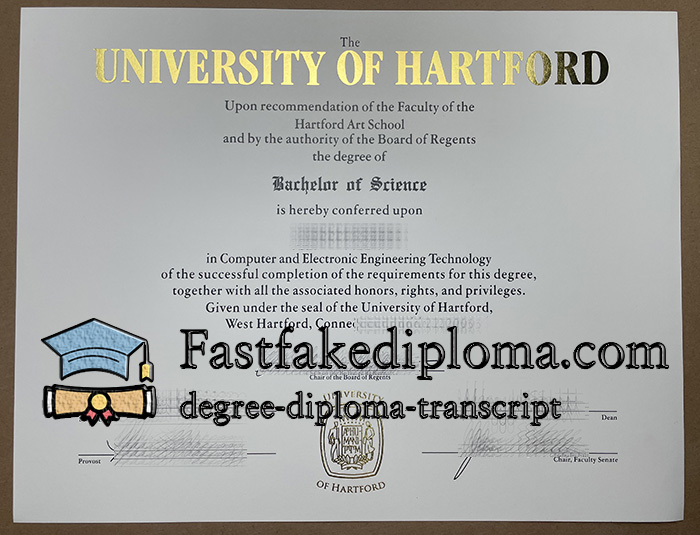 The
UNIVERSITY OF HARTFORD
Upon recommendation of the Faculty of the
Hartford Art School
and by the authority of the Board of Regents
the degree of
Bachelor of Science
is hereby conferred upon
in Computer and Electronic Engineering Technology
of the successful completion of the requirements for this degree,
together with all the associated honors, rights, and privileges.
Given under the seal of the University of Hartford,
West Hartford, Connec
Fastfakediploma.com
Chair of the Board of Regents
degree-diploma-transcript
Dean
Provost
Chair, Faculty Senate
UNIVERSITY
OF HARTFORD